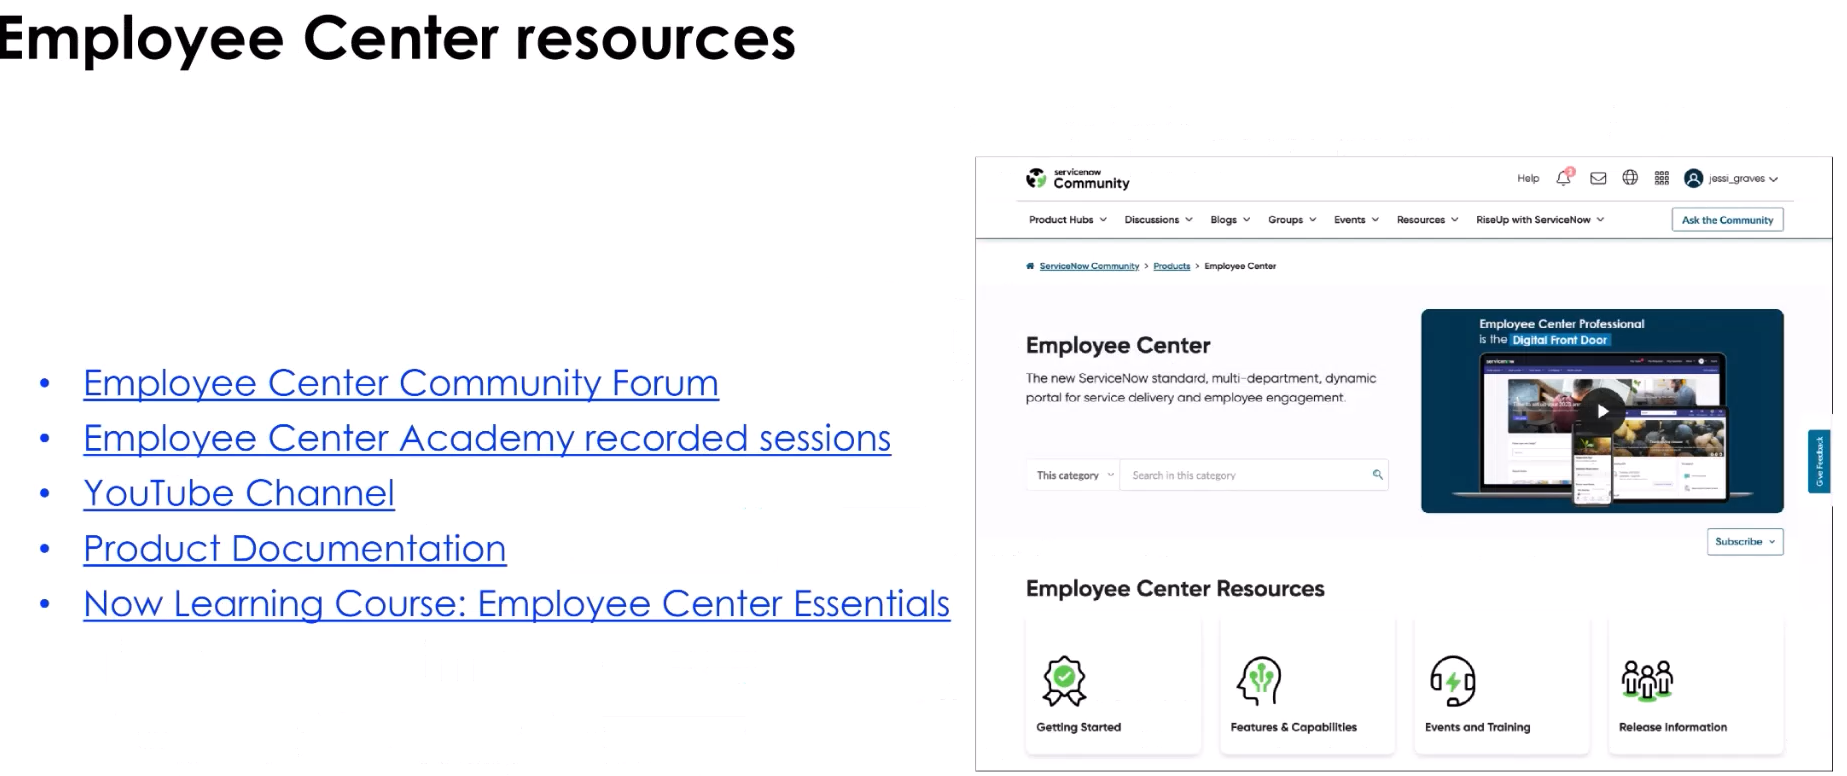 Employee Center resources
• Employee Center Community Forum
• Employee Center Academy recorded sessions
• YouTube Channel
• Product Documentation
• Now Learning Course: Employee Center Essentials
servicenow
Community
Help
3
jessi_graves
Product Hubs
Discussions
Blogs
Groups
Events
Resources
RiseUp with ServiceNow
Ask the Community
ServiceNow Community > Products > Employee Center
Employee Center
The new ServiceNow standard, multi-department, dynamic
portal for service delivery and employee engagement.
This category
Search in this category
Employee Center Professional
is the Digital Front Door
servicenow
Give Feedback
Subscribe
Employee Center Resources
Getting Started
Features & Capabilities
Events and Training
Release Information